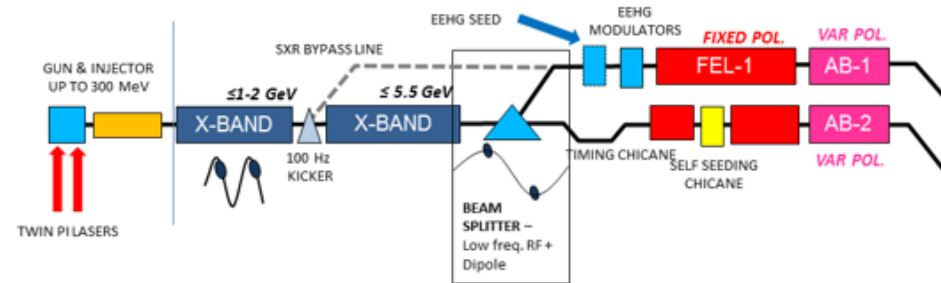 EEHG SEED
EEHG
MODULATORS
SXR BYPASS LINE
FIXED POL.
VAR POL.
GUN & INJECTOR
UP TO 300 MeV
≤1-2 GeV
≤ 5.5 GeV
FEL-1
AB-1
X-BAND
X-BAND
AB-2
100 Hz
KICKER
TIMING CHICANE
SELF SEEDING
CHICANE
VAR POL.
TWIN PI LASERS
BEAM
SPLITTER –
Low freq. RF +
Dipole